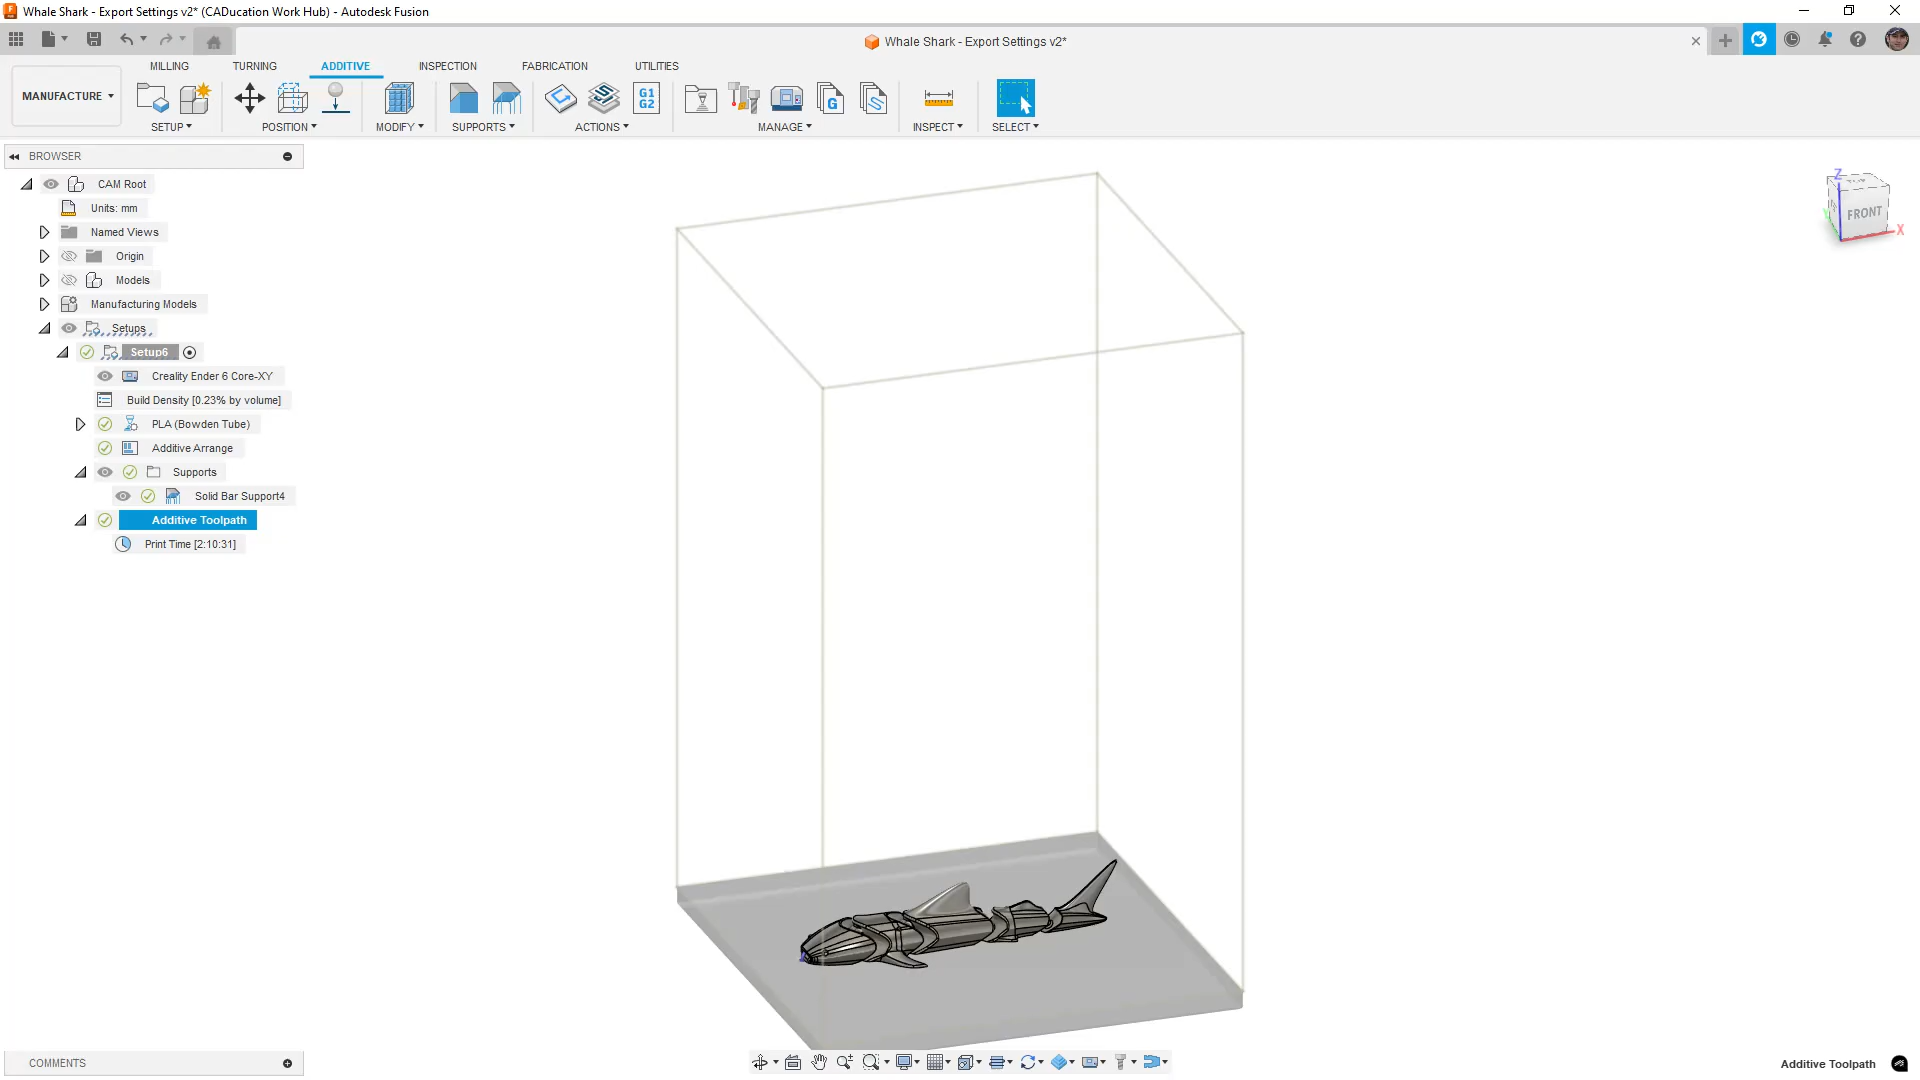 Whale Shark - Export Settings v2* (CADucation Work Hub) - Autodesk Fusion
Whale Shark - Export Settings v2*
MILLING TURNING ADDITIVE INSPECTION FABRICATION UTILITIES
MANUFACTURE
G1
G2
G
SETUP POSITION MODIFY SUPPORTS ACTIONS MANAGE INSPECT SELECT
BROWSER
CAM Root
Units: mm
Named Views
Origin
Models
Manufacturing Models
Setups
Setup6
Creality Ender 6 Core-XY
Build Density [0.23% by volume]
PLA (Bowden Tube)
Additive Arrange
Supports
Solid Bar Support4
Additive Toolpath
Print Time [2:10:31]
Z
TOP
FRONT
Y
X
COMMENTS
Additive Toolpath